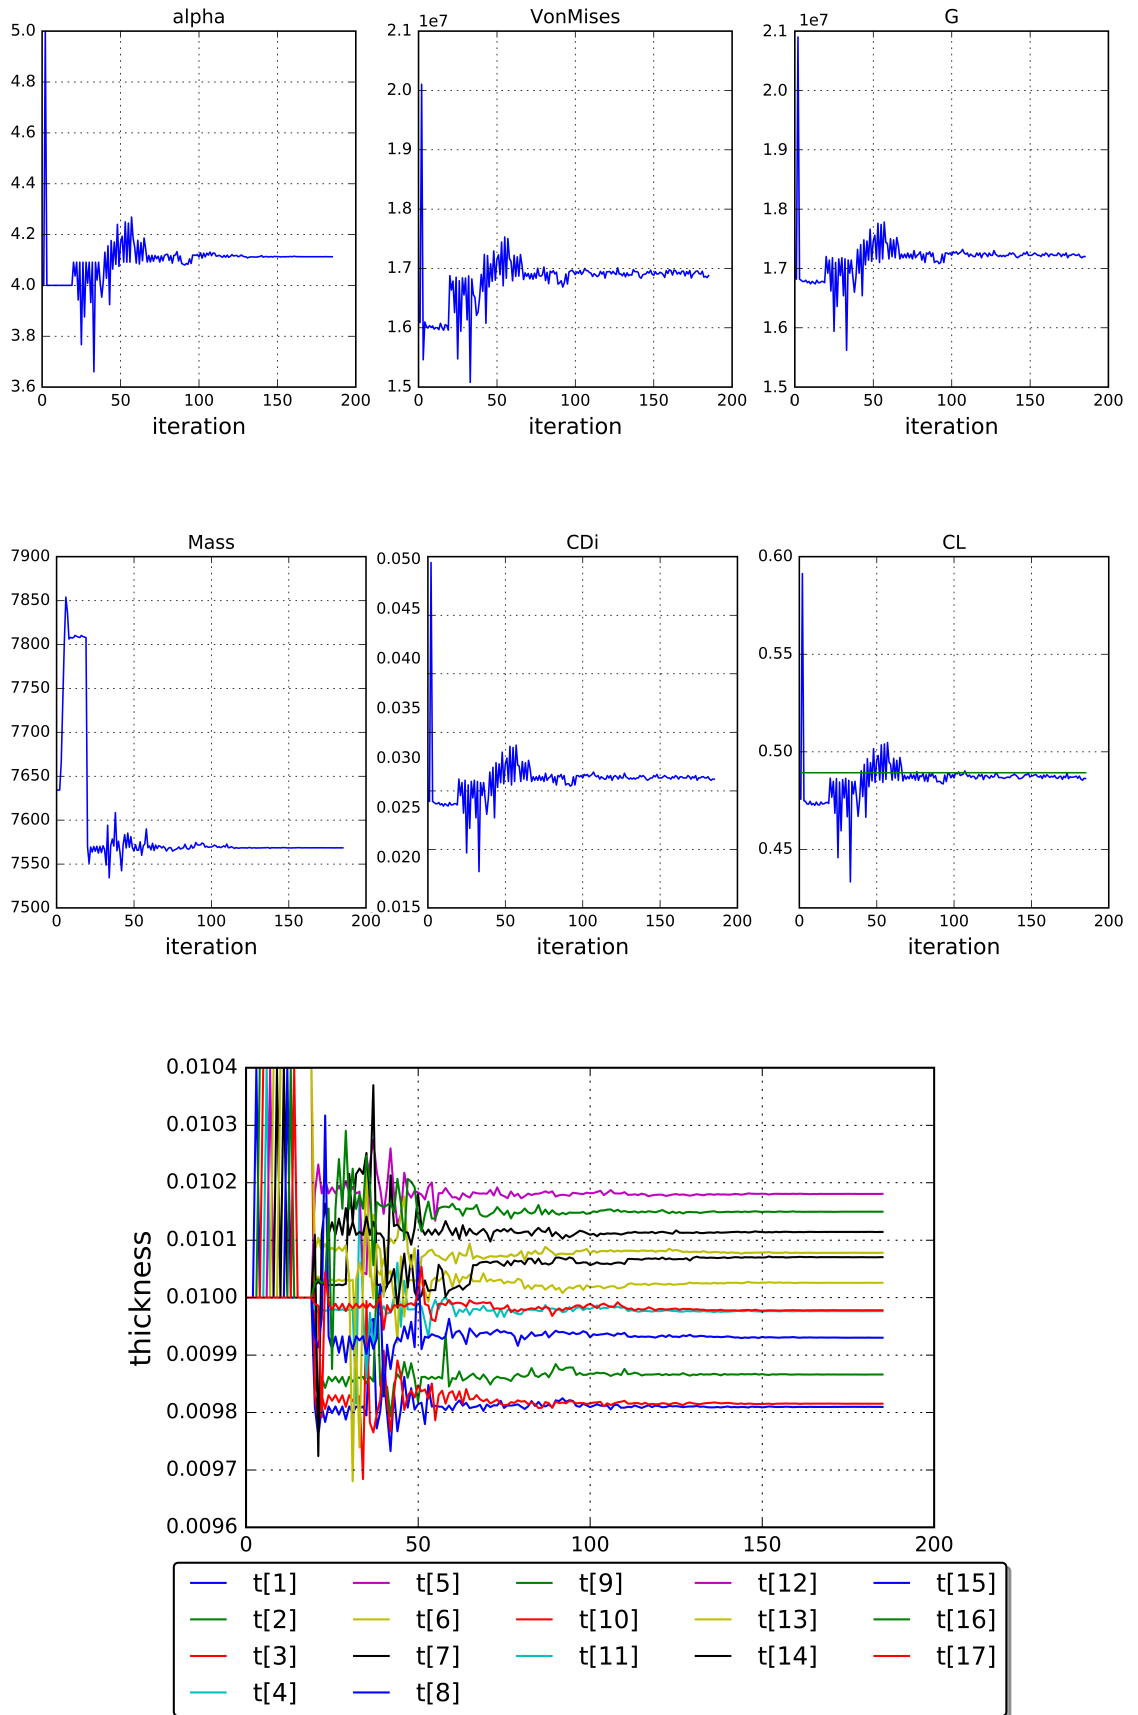 alpha
5.0
4.8
4.6
4.4
4.2
4.0
3.8
3.6
0 50 100 150 200
iteration
VonMises
1e7
2.1
2.0
1.9
1.8
1.7
1.6
1.5
0 50 100 150 200
iteration
G
1e7
2.1
2.0
1.9
1.8
1.7
1.6
1.5
0 50 100 150 200
iteration
Mass
7900
7850
7800
7750
7700
7650
7600
7550
7500
0 50 100 150 200
iteration
CDi
0.050
0.045
0.040
0.035
0.030
0.025
0.020
0.015
0 50 100 150 200
iteration
CL
0.60
0.55
0.50
0.45
0 50 100 150 200
iteration
thickness
0.0104
0.0103
0.0102
0.0101
0.0100
0.0099
0.0098
0.0097
0.0096
0 50 100 150 200
t[1] t[5] t[9] t[12] t[15]
t[2] t[6] t[10] t[13] t[16]
t[3] t[7] t[11] t[14] t[17]
t[4] t[8]